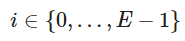 i ∈ {0, . . . , E − 1}